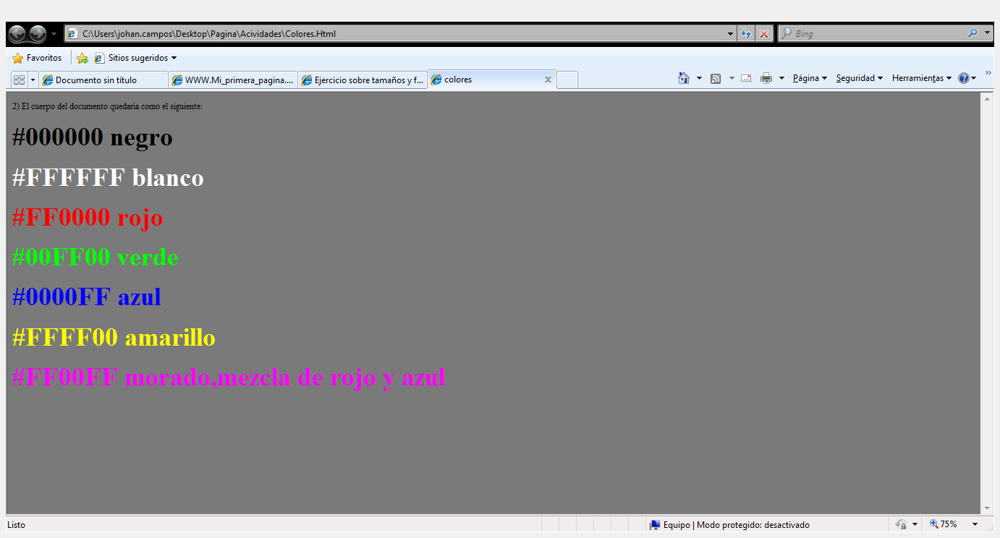 C:\Users\johan.campos\Desktop\Pagina\Acividades\Colores.Html
Bing
Favoritos
Sitios sugeridos
Documento sin título
WWW.Mi_primera_pagina....
Ejercicio sobre tamaños y f...
colores
Página
Seguridad
Herramientas
2) El cuerpo del documento quedaría como el siguiente:
#000000 negro
#FFFFFF blanco
#FF0000 rojo
#00FF00 verde
#0000FF azul
#FFFF00 amarillo
#FF00FF morado,mezcla de rojo y azul
Listo
Equipo | Modo protegido: desactivado
75%